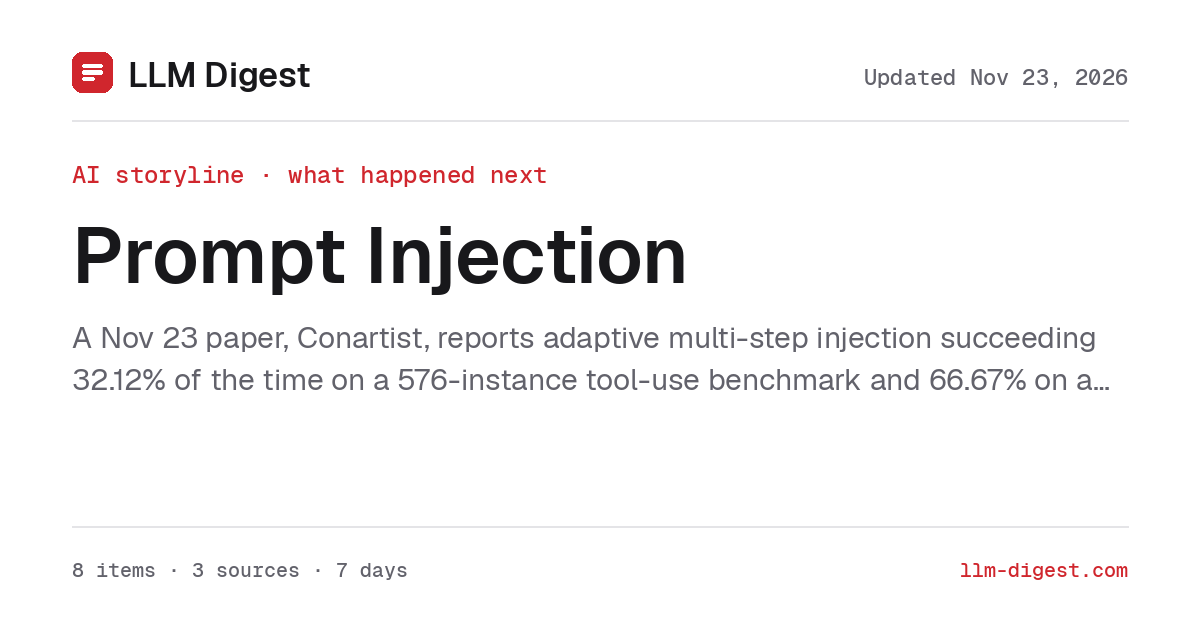 LLM Digest
Updated Nov 23, 2026
AI storyline · what happened next
Prompt Injection
A Nov 23 paper, Conartist, reports adaptive multi-step injection succeeding
32.12% of the time on a 576-instance tool-use benchmark and 66.67% on a…
8 items · 3 sources · 7 days
llm-digest.com